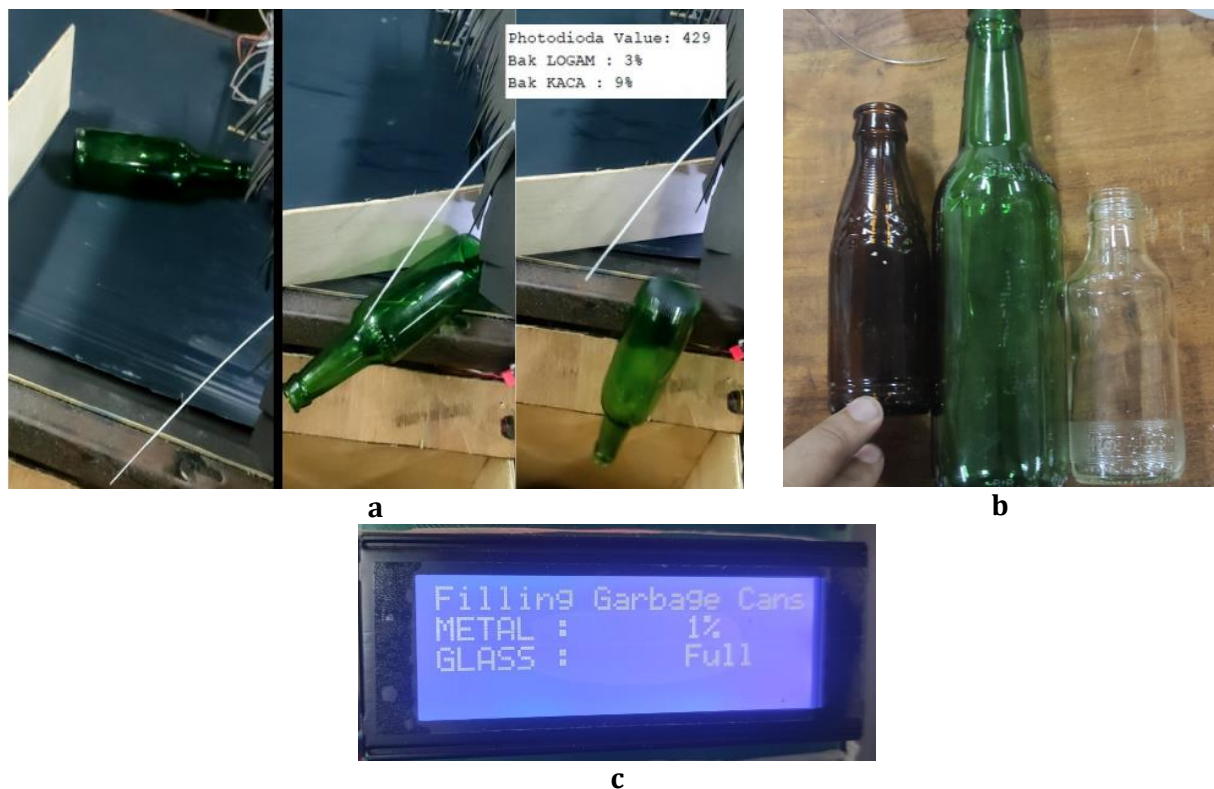 Photodioda Value: 429
Bak LOGAM : 3%
Bak KACA : 9%
a
b
Filling Garbage Cans
METAL : 1%
GLASS : Full
c